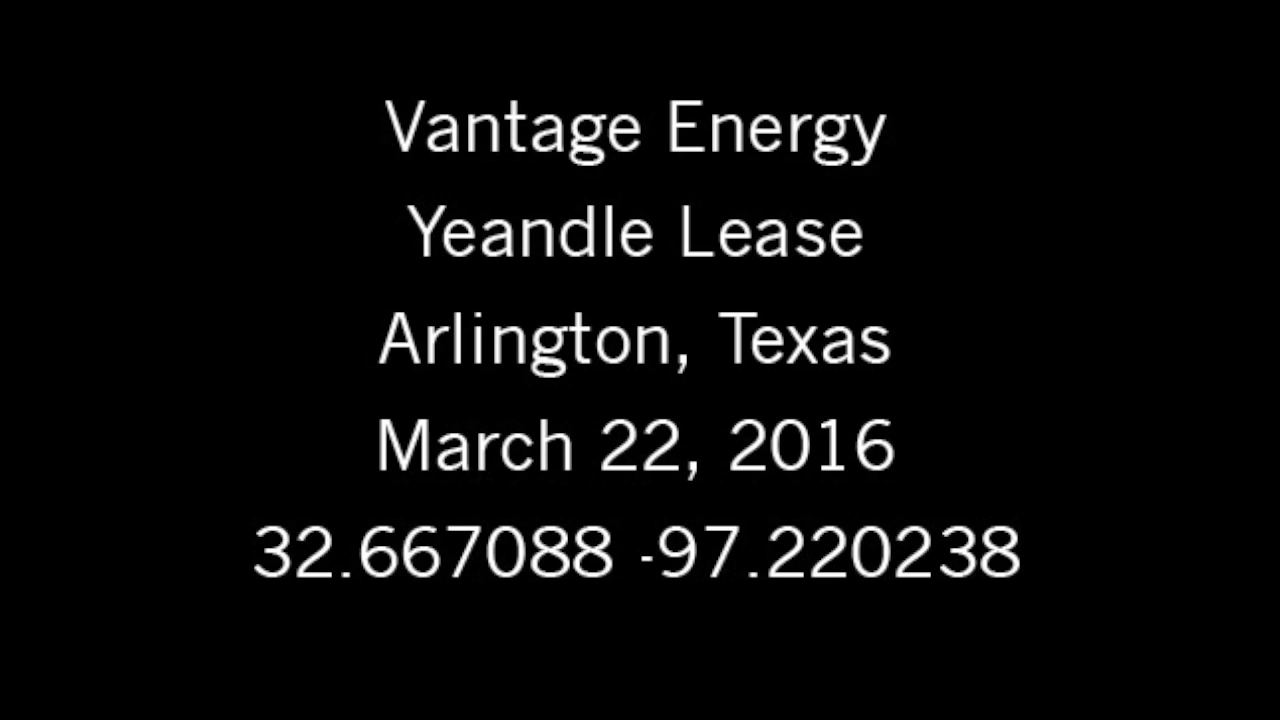 Vantage Energy
Yeandle Lease
Arlington, Texas
March 22, 2016
32.667088 -97.220238